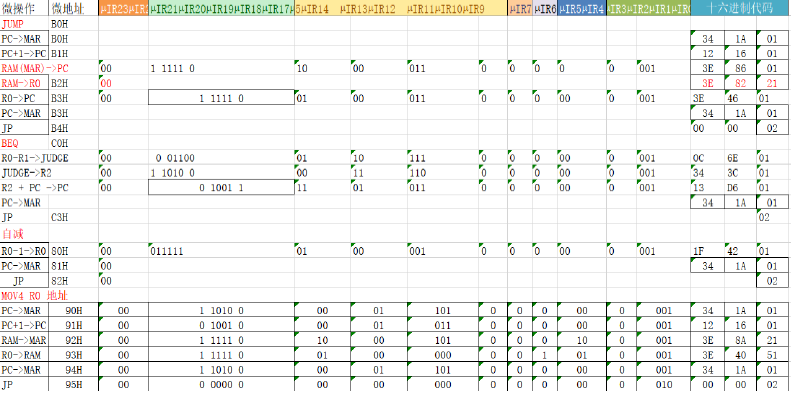 微操作 微地址 μIR23μIR2 μIR21μIR20μIR19μIR18μIR17μ 5μIR14 μIR13μIR12 μIR11μIR10μIR9 μIR7 μIR6 μIR5μIR4 IR3μIR2μIR1μIR0 十六进制代码
JUMP B0H
PC->MAR B0H 34 1A 01
PC+1->PC B1H 12 16 01
RAM(MAR)->PC 00 1 1111 0 10 00 011 0 0 0 0 0 001 3E 86 01
RAM->R0 B2H 00 3E 82 21
R0->PC B3H 00 1 1111 0 01 00 011 0 0 0 00 0 001 3E 46 01
PC->MAR B3H 34 1A 01
JP B4H 00 00 02
BEQ C0H
R0-R1->JUDGE 00 0 01100 01 10 111 0 0 0 00 0 001 0C 6E 01
JUDGE->R2 00 1 1010 0 00 11 110 0 0 0 00 0 001 34 3C 01
R2 + PC ->PC 00 0 1001 1 11 01 011 0 0 0 00 0 001 13 D6 01
PC->MAR 34 1A 01
JP C3H 02
自减
R0-1->R0 80H 00 011111 01 00 001 0 0 0 00 0 001 1F 42 01
PC->MAR 81H 00 34 1A 01
JP 82H 00 02
MOV4 R0 地址
PC->MAR 90H 00 1 1010 0 00 01 101 0 0 0 00 0 001 34 1A 01
PC+1->PC 91H 00 0 1001 0 00 01 011 0 0 0 00 0 001 12 16 01
RAM->MAR 92H 00 1 1111 0 10 00 101 0 0 0 10 0 001 3E 8A 21
R0->RAM 93H 00 1 1111 0 01 00 000 0 0 1 01 0 001 3E 40 51
PC->MAR 94H 00 1 1010 0 00 01 101 0 0 0 00 0 001 34 1A 01
JP 95H 00 0 0000 0 00 00 000 0 0 0 00 0 010 00 00 02